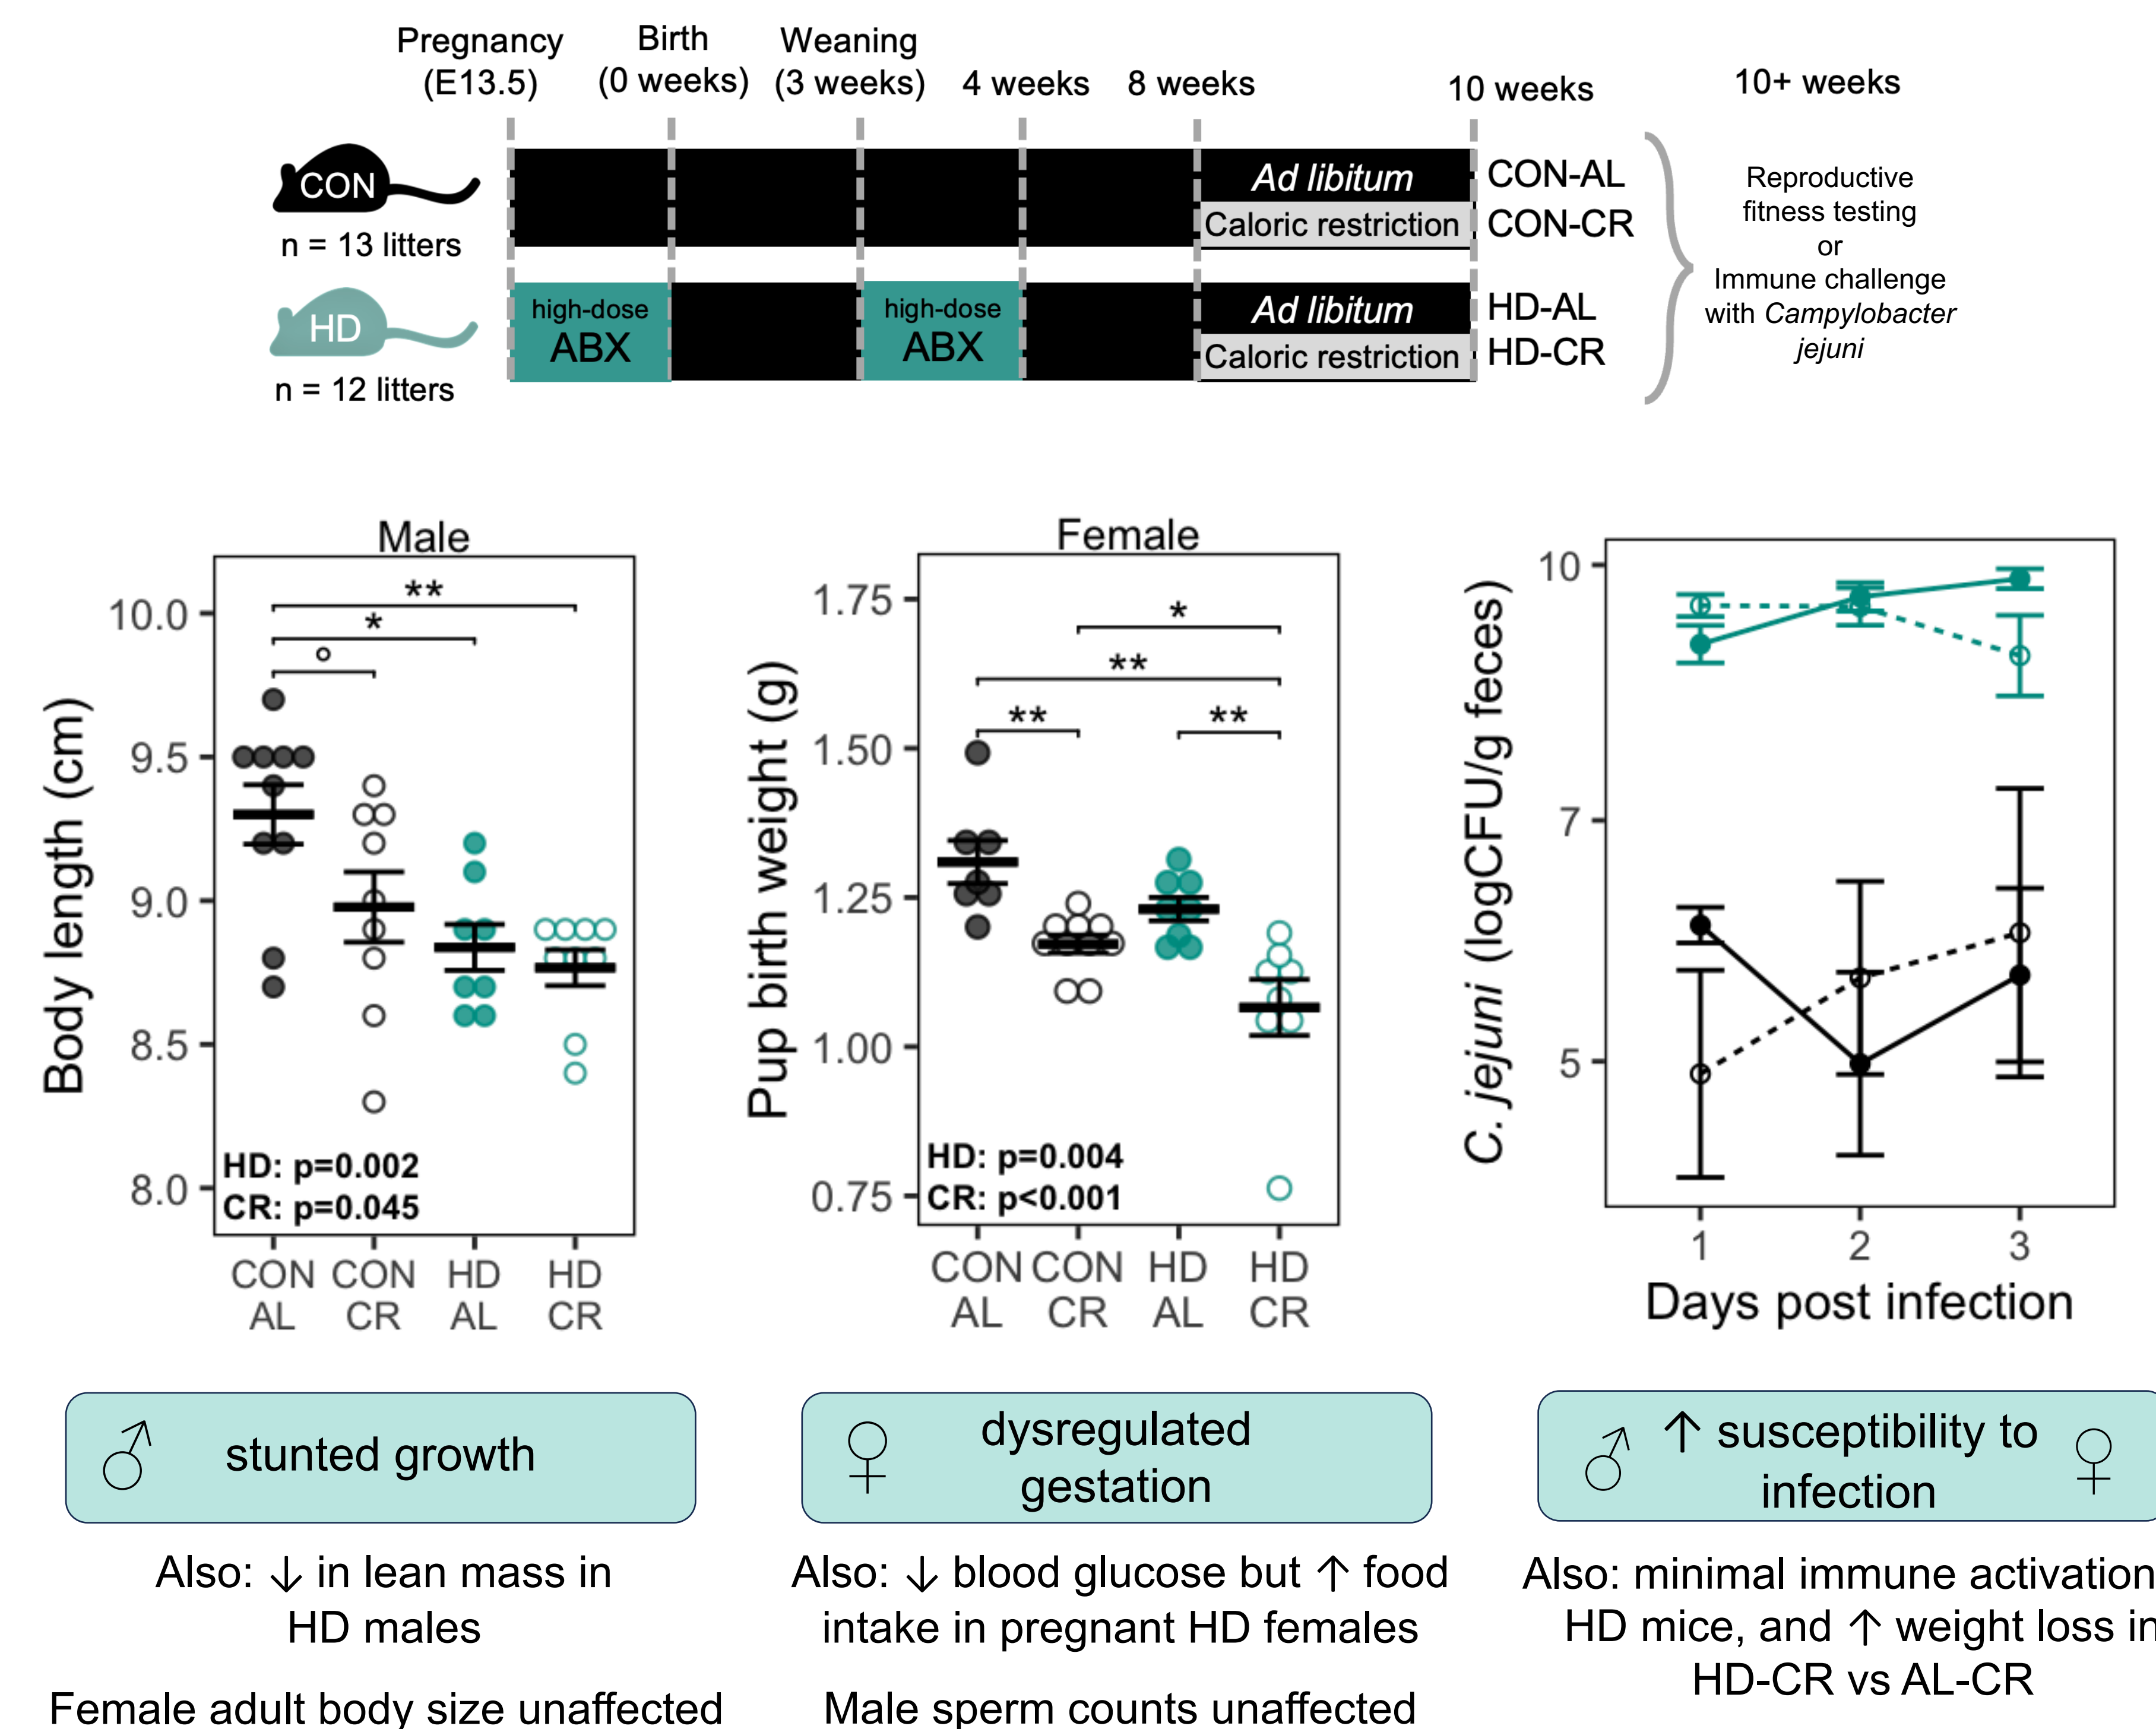 Pregnancy
(E13.5)
Birth
(0 weeks)
Weaning
(3 weeks)
4 weeks
8 weeks
10 weeks
10+ weeks
CON
n = 13 litters
Ad libitum
Caloric restriction
CON-AL
CON-CR
HD
n = 12 litters
high-dose
ABX
high-dose
ABX
Ad libitum
Caloric restriction
HD-AL
HD-CR
Reproductive
fitness testing
or
Immune challenge
with Campylobacter
jejuni
Male
Body length (cm)
10.0
9.5
9.0
8.5
8.0
**
*
°
HD: p=0.002
CR: p=0.045
CON CON HD HD
AL CR AL CR
Female
Pup birth weight (g)
1.75
1.50
1.25
1.00
0.75
*
**
** **
HD: p=0.004
CR: p<0.001
CON CON HD HD
AL CR AL CR
C. jejuni (logCFU/g feces)
10
7
5
1 2 3
Days post infection
♂ stunted growth
Also: ↓ in lean mass in
HD males
Female adult body size unaffected
♀ dysregulated
gestation
Also: ↓ blood glucose but ↑ food
intake in pregnant HD females
Male sperm counts unaffected
♂ ↑ susceptibility to ♀
infection
Also: minimal immune activation
HD mice, and ↑ weight loss in
HD-CR vs AL-CR